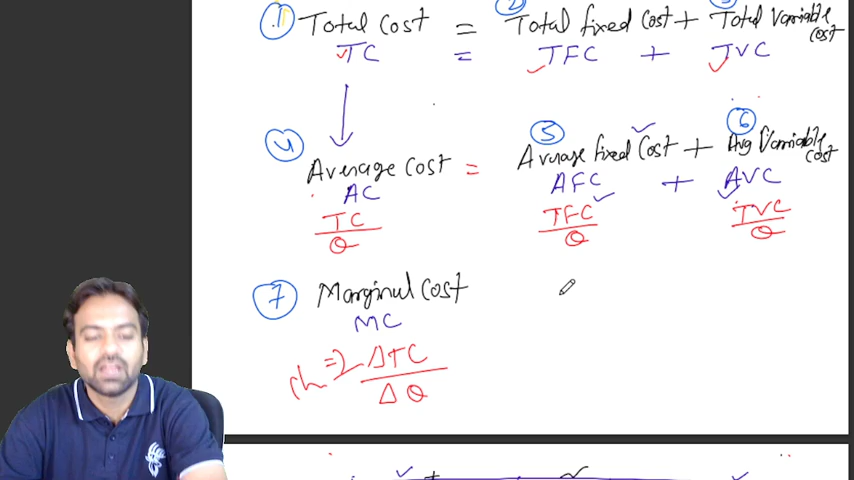 ① Total Cost = Total fixed Cost + Total Variable Cost
TC = TFC + TVC
④ Average Cost = ⑤ Average fixed Cost + ⑥ Avg Variable Cost
AC AFC + AVC
TC/Q TFC/Q TVC/Q
⑦ Marginal Cost
MC
ch => ΔTC/ΔQ